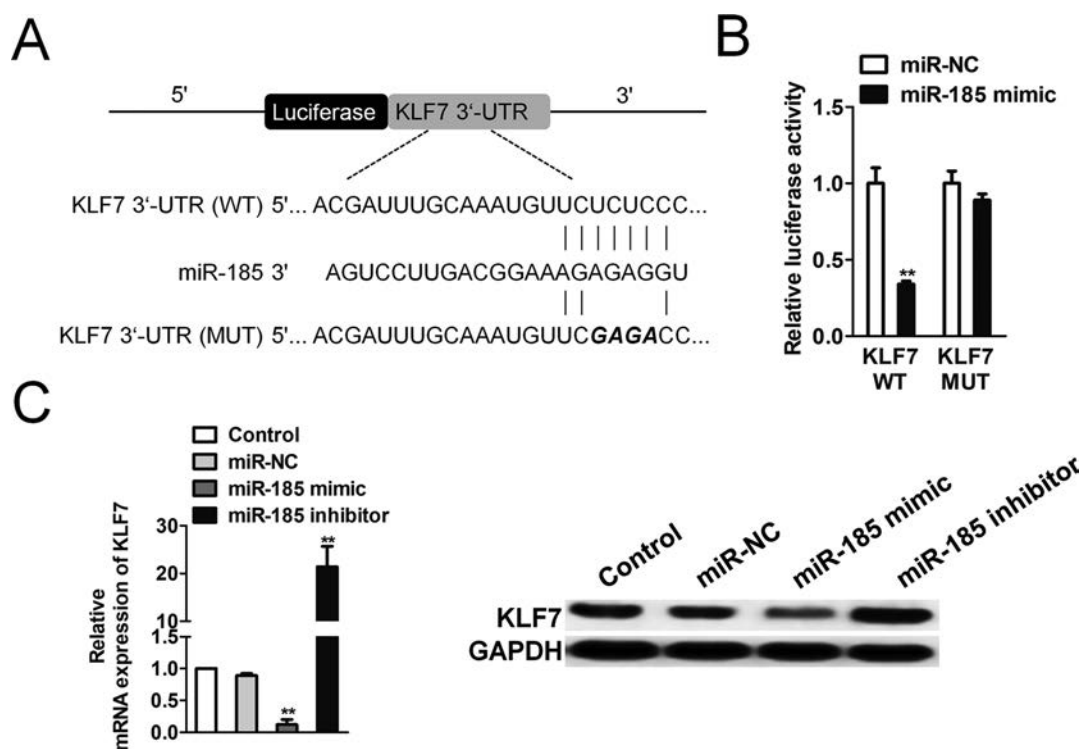 A
5' 3'
Luciferase KLF7 3'-UTR
KLF7 3'-UTR (WT) 5'... ACGAUUUGCAAAUGUUCUCUCCC...
miR-185 3' AGUCCUUGACGGAAAGAGAGGU
KLF7 3'-UTR (MUT) 5'... ACGAUUUGCAAAUGUUCGAGACC...
B
miR-NC
miR-185 mimic
Relative luciferase activity
1.5
1.0
0.5
0.0
**
KLF7 WT
KLF7 MUT
C
Control
miR-NC
miR-185 mimic
miR-185 inhibitor
Relative
mRNA expression of KLF7
30
20
10
1.5
1.0
0.5
0.0
**
**
Control
miR-NC
miR-185 mimic
miR-185 inhibitor
KLF7
GAPDH